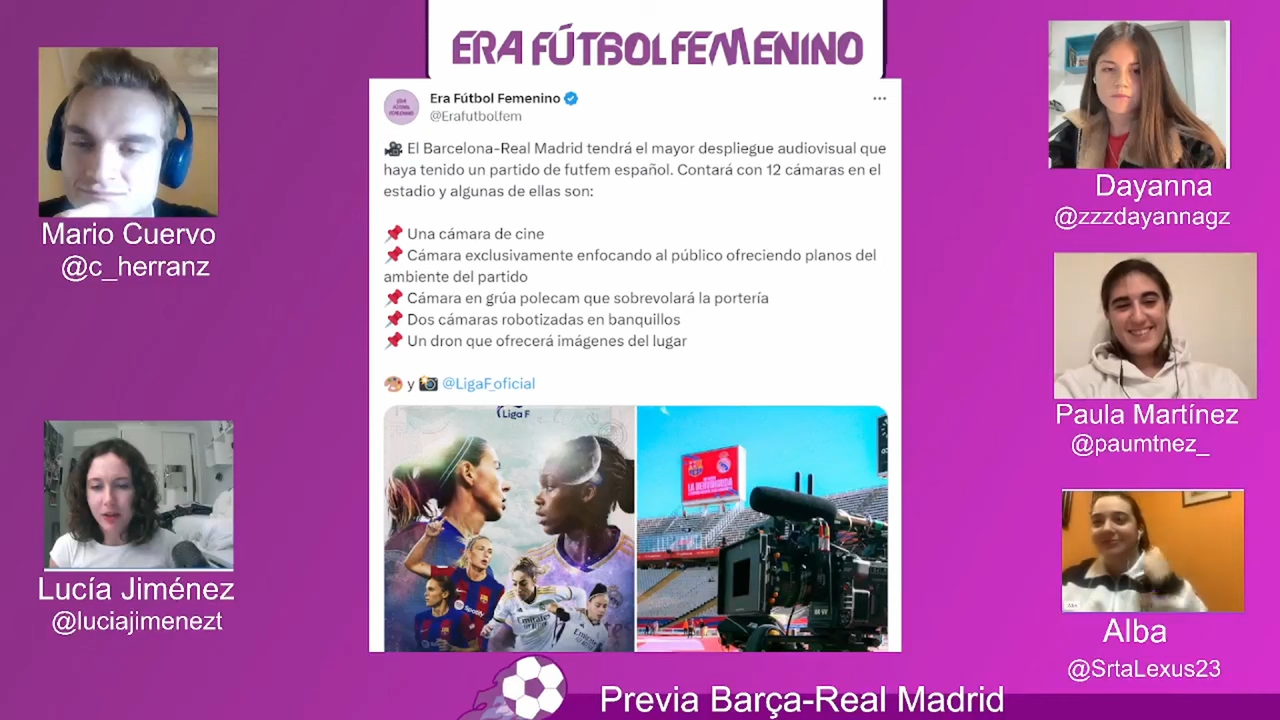 ERA FÚTBOL FEMENINO
Era Fútbol Femenino
@Erafutbolfem
El Barcelona-Real Madrid tendrá el mayor despliegue audiovisual que
haya tenido un partido de futfem español. Contará con 12 cámaras en el
estadio y algunas de ellas son:
Una cámara de cine
Cámara exclusivamente enfocando al público ofreciendo planos del
ambiente del partido
Cámara en grúa polecam que sobrevolará la portería
Dos cámaras robotizadas en banquillos
Un dron que ofrecerá imágenes del lugar
y @LigaF_oficial
Liga F
Mario Cuervo
@c_herranz
Lucía Jiménez
@luciajimenezt
Dayanna
@zzzdayannagz
Paula Martínez
@paumtnez_
Alba
@SrtaLexus23
Previa Barça-Real Madrid